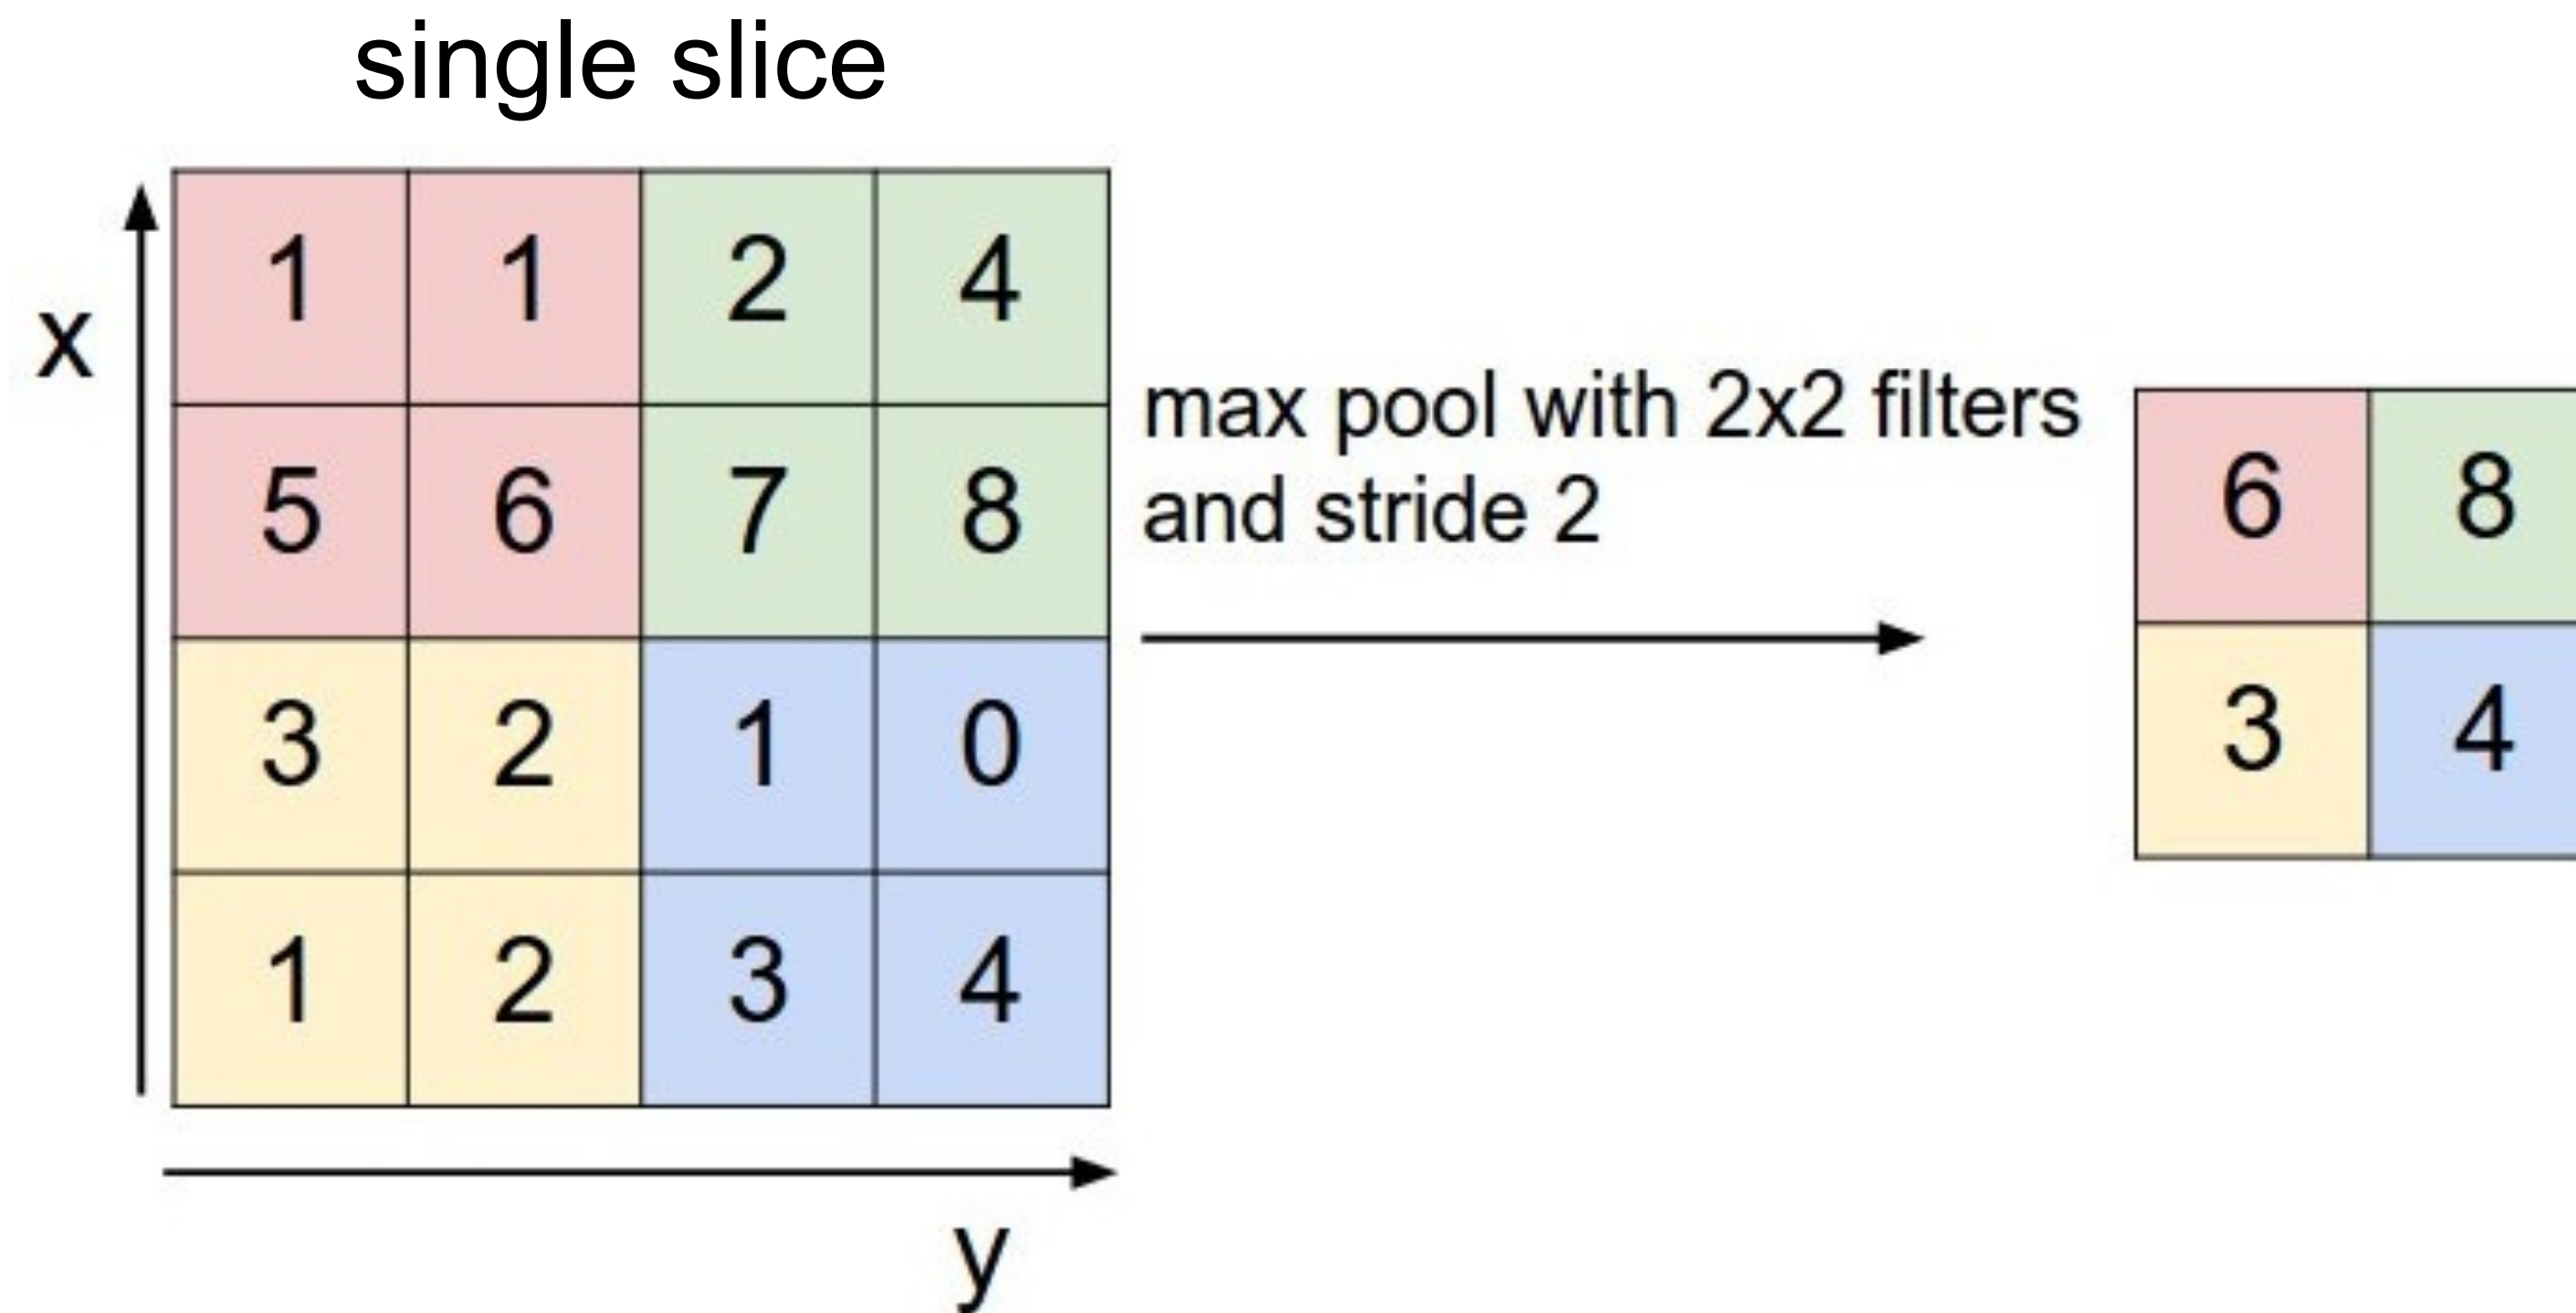 single slice
x
1 1 2 4
5 6 7 8
3 2 1 0
1 2 3 4
y
max pool with 2x2 filters
and stride 2
6 8
3 4